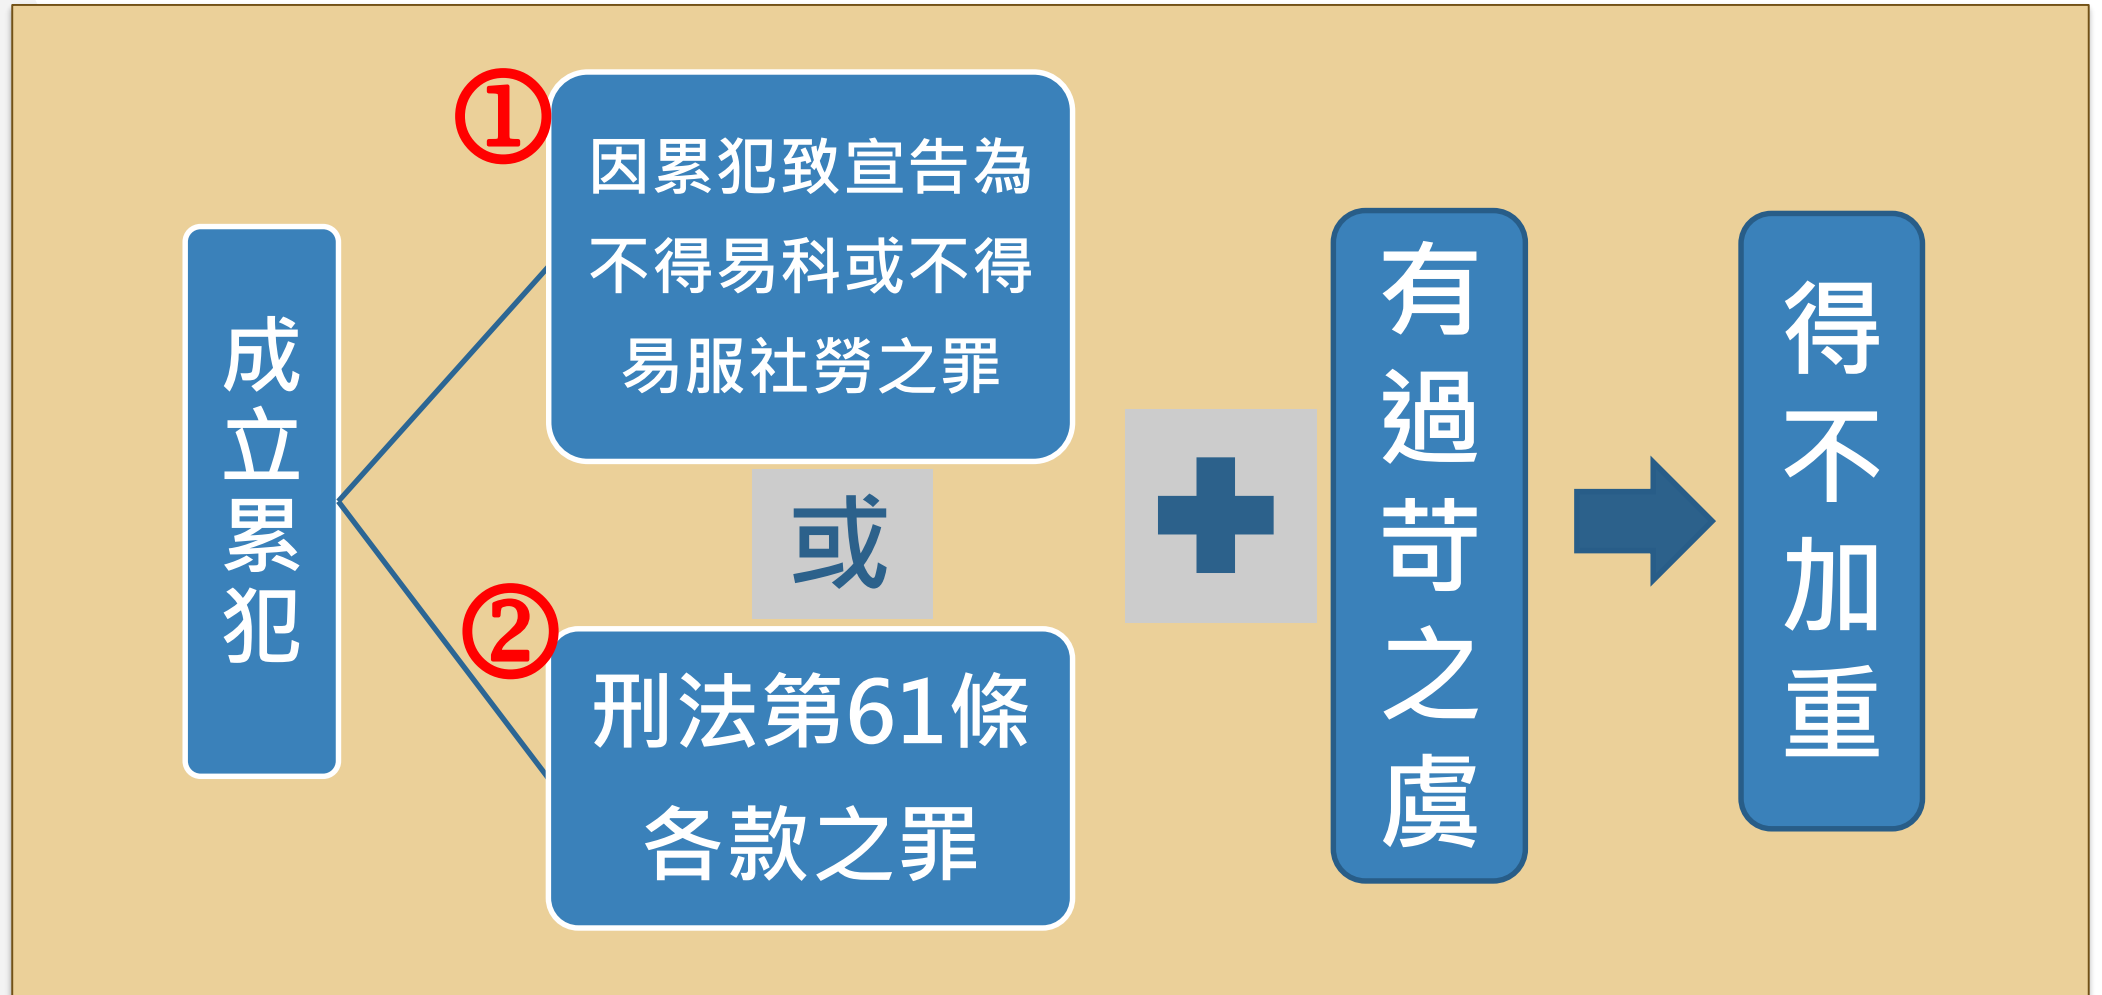 成立累犯
①
因累犯致宣告為
不得易科或不得
易服社勞之罪
或
②
刑法第61條
各款之罪
有過苛之虞
得不加重